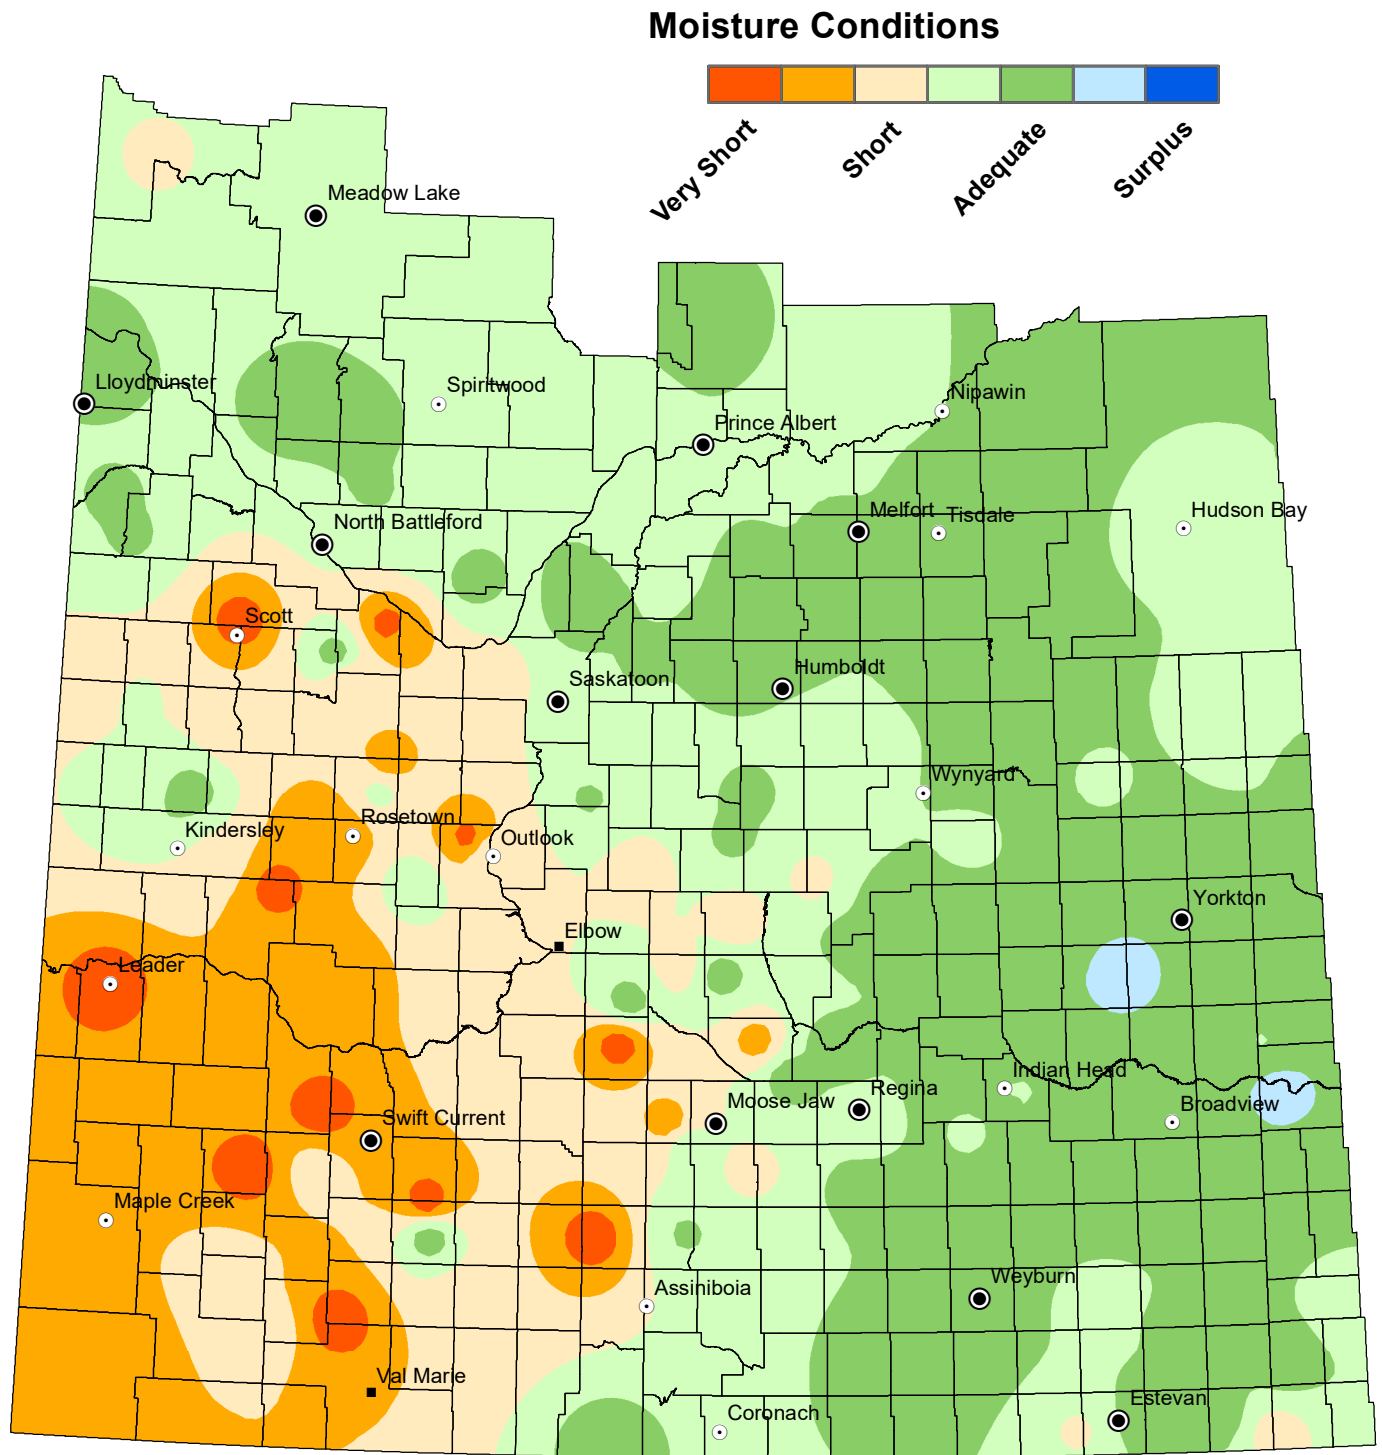 Moisture Conditions
Very Short
Short
Adequate
Surplus
Meadow Lake
Lloydminster
Spiritwood
Nipawin
Prince Albert
North Battleford
Melfort
Tisdale
Hudson Bay
Scott
Saskatoon
Humboldt
Wynyard
Kindersley
Rosetown
Outlook
Yorkton
Elbow
Leader
Indian Head
Swift Current
Moose Jaw
Regina
Broadview
Maple Creek
Assiniboia
Weyburn
Val Marie
Coronach
Estevan